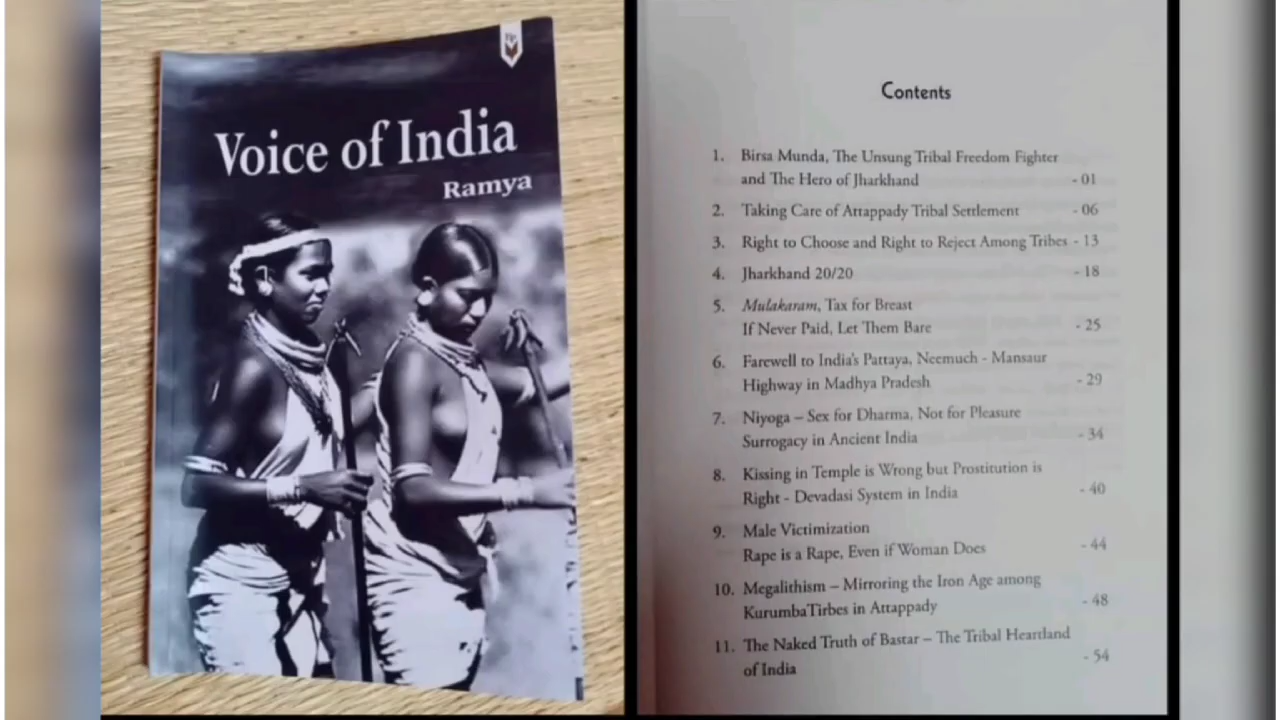 Voice of India
Ramya
Contents
1. Birsa Munda, The Unsung Tribal Freedom Fighter
and The Hero of Jharkhand - 01
2. Taking Care of Attappady Tribal Settlement - 06
3. Right to Choose and Right to Reject Among Tribes - 13
4. Jharkhand 20/20 - 18
5. Mulakaram, Tax for Breast
If Never Paid, Let Them Bare - 25
6. Farewell to India's Pattaya, Neemuch - Mansaur
Highway in Madhya Pradesh - 29
7. Niyoga – Sex for Dharma, Not for Pleasure
Surrogacy in Ancient India - 34
8. Kissing in Temple is Wrong but Prostitution is
Right - Devadasi System in India - 40
9. Male Victimization
Rape is a Rape, Even if Woman Does - 44
10. Megalithism – Mirroring the Iron Age among
KurumbaTirbes in Attappady - 48
11. The Naked Truth of Bastar – The Tribal Heartland
of India - 54